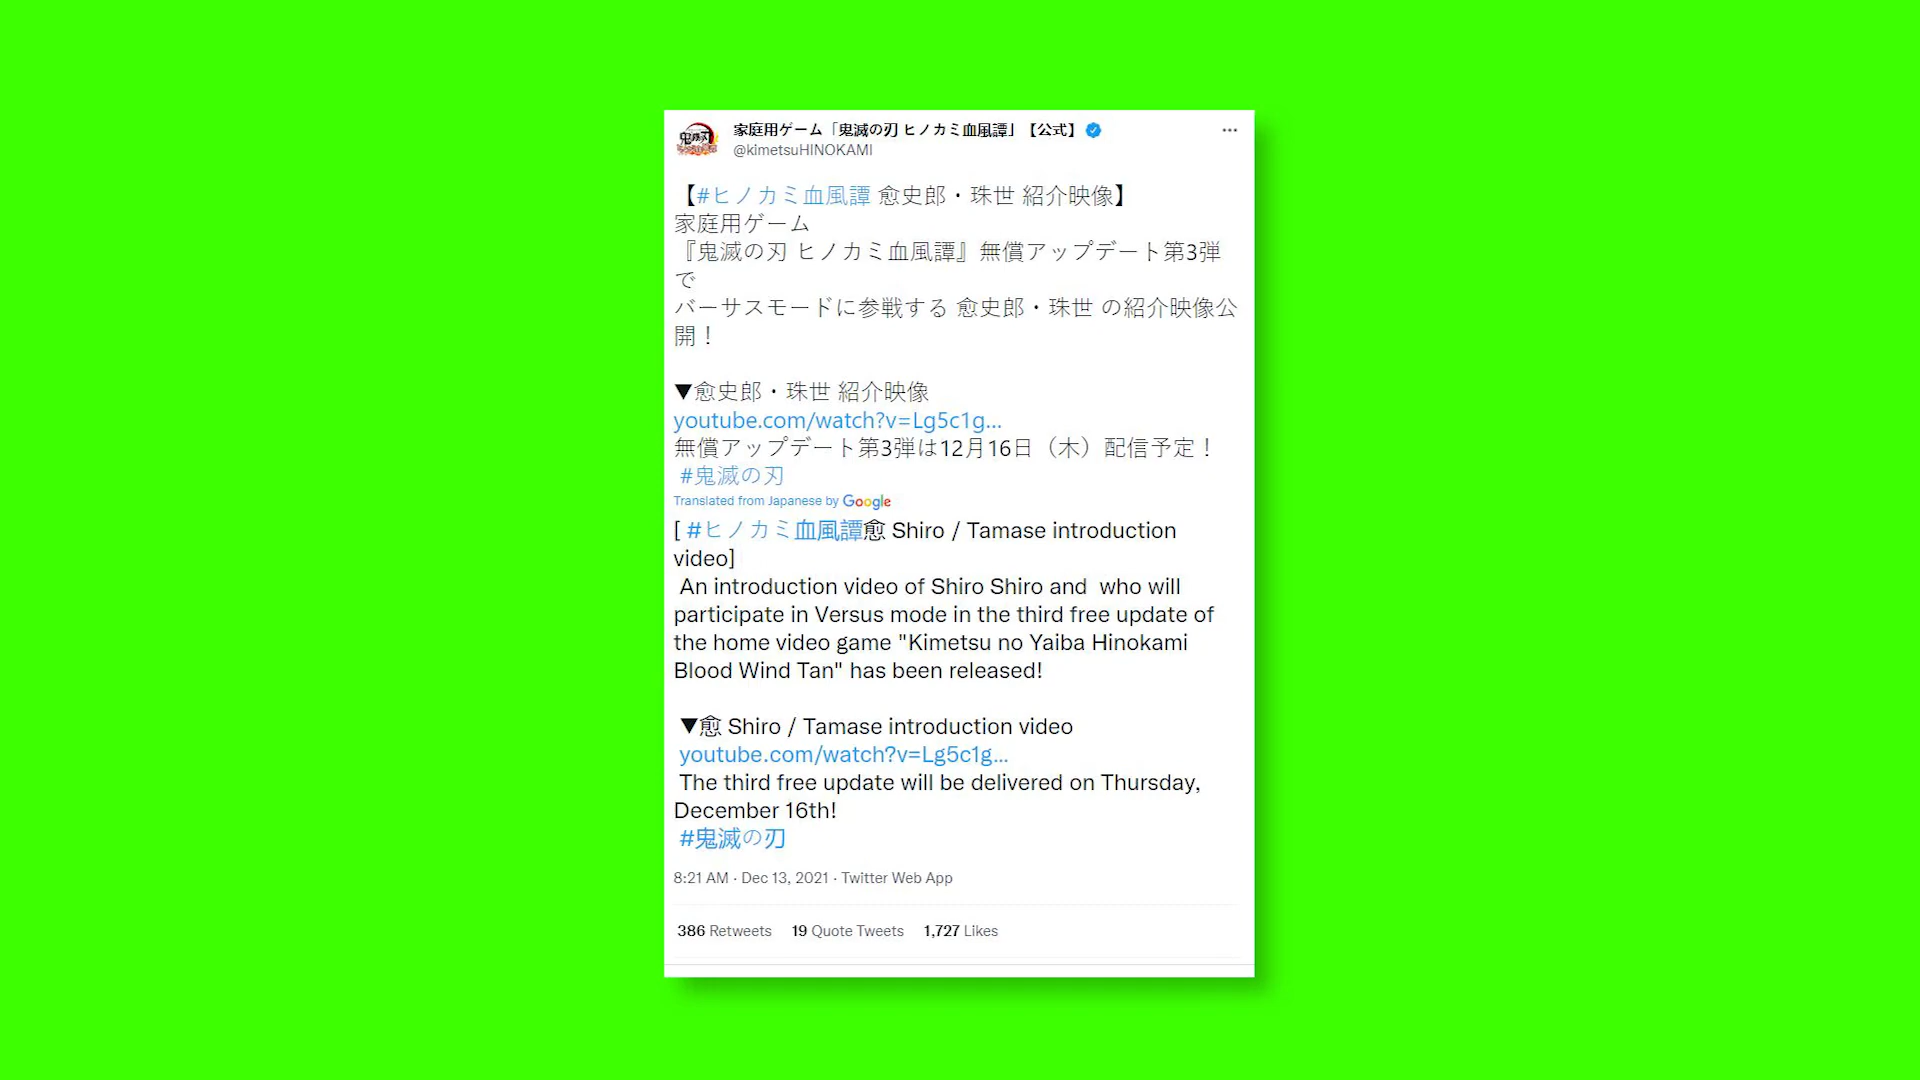 家庭用ゲーム「鬼滅の刃 ヒノカミ血風譚」【公式】
@kimetsuHINOKAMI
【#ヒノカミ血風譚 愈史郎・珠世 紹介映像】
家庭用ゲーム
『鬼滅の刃 ヒノカミ血風譚』無償アップデート第3弾
で
バーサスモードに参戦する 愈史郎・珠世 の紹介映像公
開！
▼愈史郎・珠世 紹介映像
youtube.com/watch?v=Lg5c1g…
無償アップデート第3弾は12月16日（木）配信予定！
#鬼滅の刃
Translated from Japanese by Google
[ #ヒノカミ血風譚愈 Shiro / Tamase introduction
video]
An introduction video of Shiro Shiro and  who will
participate in Versus mode in the third free update of
the home video game "Kimetsu no Yaiba Hinokami
Blood Wind Tan" has been released!
▼愈 Shiro / Tamase introduction video
youtube.com/watch?v=Lg5c1g…
The third free update will be delivered on Thursday,
December 16th!
#鬼滅の刃
8:21 AM · Dec 13, 2021 · Twitter Web App
386 Retweets 19 Quote Tweets 1,727 Likes